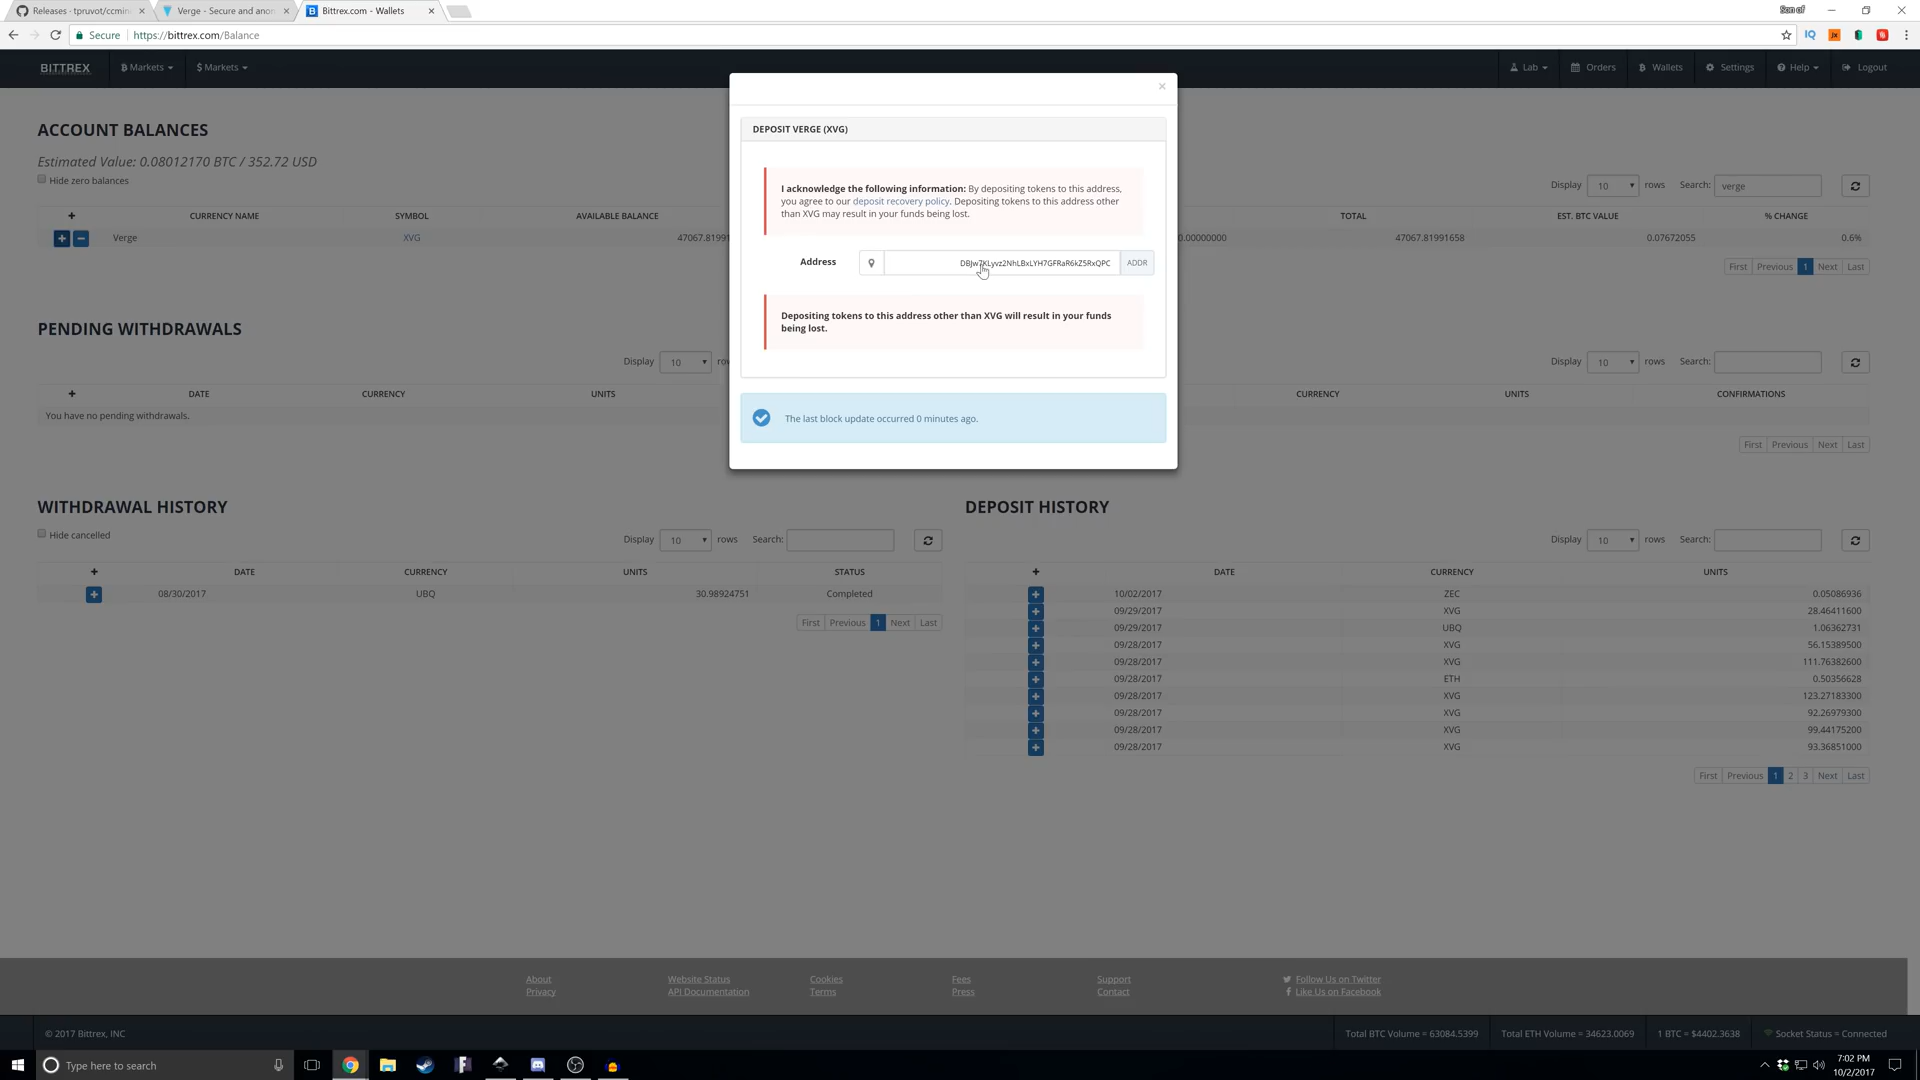 Releases · tpruvot/ccmin
Verge - Secure and anon
Bittrex.com - Wallets
Son of
Secure
https://bittrex.com/Balance
BITTREX
Markets
$ Markets
Lab
Orders
Wallets
Settings
Help
Logout
ACCOUNT BALANCES
Estimated Value: 0.08012170 BTC / 352.72 USD
Hide zero balances
Display 10 rows Search: verge
+ CURRENCY NAME SYMBOL AVAILABLE BALANCE TOTAL EST. BTC VALUE % CHANGE
Verge XVG 47067.81991 0.00000000 47067.81991658 0.07672055 0.6%
First Previous 1 Next Last
DEPOSIT VERGE (XVG)
I acknowledge the following information: By depositing tokens to this address,
you agree to our deposit recovery policy. Depositing tokens to this address other
than XVG may result in your funds being lost.
Address
ADDR
Depositing tokens to this address other than XVG will result in your funds
being lost.
The last block update occurred 0 minutes ago.
PENDING WITHDRAWALS
Display 10 row
Display 10 rows Search:
+ DATE CURRENCY UNITS
CURRENCY UNITS CONFIRMATIONS
You have no pending withdrawals.
First Previous Next Last
WITHDRAWAL HISTORY
Hide cancelled
Display 10 rows Search:
+ DATE CURRENCY UNITS STATUS
08/30/2017 UBQ 30.98924751 Completed
First Previous 1 Next Last
DEPOSIT HISTORY
Display 10 rows Search:
+ DATE CURRENCY UNITS
10/02/2017 ZEC 0.05086936
09/29/2017 XVG 28.46411600
09/29/2017 UBQ 1.06362731
09/28/2017 XVG 56.15389500
09/28/2017 XVG 111.76382600
09/28/2017 ETH 0.50356628
09/28/2017 XVG 123.27183300
09/28/2017 XVG 92.26979300
09/28/2017 XVG 99.44175200
09/28/2017 XVG 93.36851000
First Previous 1 2 3 Next Last
About Website Status Cookies Fees Support Follow Us on Twitter
Privacy API Documentation Terms Press Contact Like Us on Facebook
© 2017 Bittrex, INC
Total BTC Volume = 63084.5399
Total ETH Volume = 34623.0069
1 BTC = $4402.3638
Socket Status = Connected
Type here to search
7:02 PM
10/2/2017